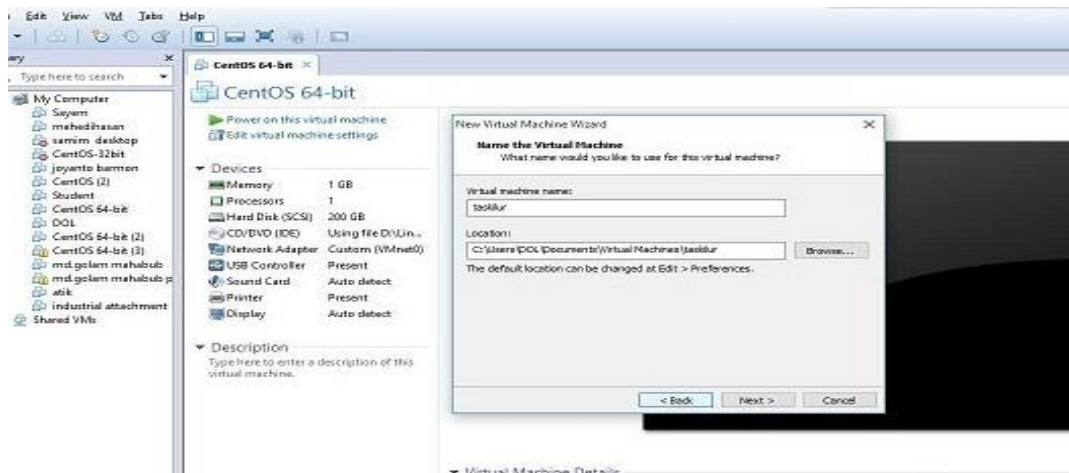 Edit View VM Tabs Help
Type here to search
My Computer
Sayem
mehedihasan
samim desktop
CentOS-32bit
joyanto barmon
CentOS (2)
Student
CentOS 64-bit
DOL
CentOS 64-bit (2)
CentOS 64-bit (3)
md.golam mahabub
md.golam mahabub p
atik
industrial attachment
Shared VMs
CentOS 64-bit
CentOS 64-bit
Power on this virtual machine
Edit virtual machine settings
Devices
Memory 1 GB
Processors 1
Hard Disk (SCSI) 200 GB
CD/DVD (IDE) Using file D:\Lin...
Network Adapter Custom (VMnet0)
USB Controller Present
Sound Card Auto detect
Printer Present
Display Auto detect
Description
Type here to enter a description of this
virtual machine.
New Virtual Machine Wizard
Name the Virtual Machine
What name would you like to use for this virtual machine?
Virtual machine name:
Location:
C:\Users\DOL\Documents\Virtual Machines\
Browse...
The default location can be changed at Edit > Preferences.
< Back Next > Cancel
Virtual Machine Details